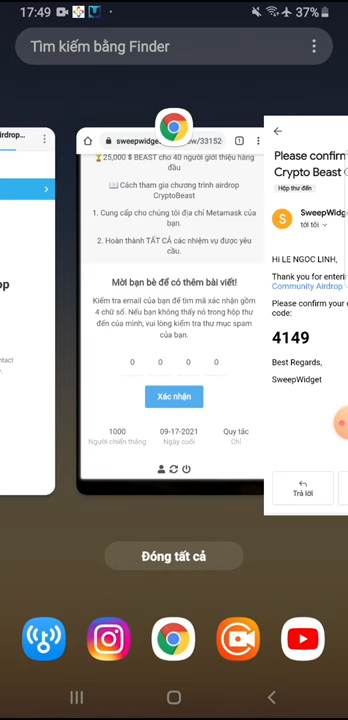 17:49
37%
Tìm kiếm bằng Finder
airdrop...
sweepwidg
ew/33152
1
🏆25,000 $ BEAST cho 40 người giới thiệu hàng
đầu
📖Cách tham gia chương trình airdrop
CryptoBeast
1. Cung cấp cho chúng tôi địa chỉ Metamask của
bạn.
2. Hoàn thành TẤT CẢ các nhiệm vụ được yêu
cầu.
Mời bạn bè để có thêm bài viết!
Kiểm tra email của bạn để tìm mã xác nhận gồm
4 chữ số. Nếu bạn không thấy nó trong hộp thư
đến của mình, vui lòng kiểm tra thư mục spam
của bạn.
0 0 0 0
Xác nhận
1000 09-17-2021 Quy tắc
Người chiến thắng Ngày cuối Chỉ
Please confirm
Crypto Beast
Hộp thư đến
S
SweepWidg
tới tôi
Hi LE NGOC LINH,
Thank you for enteri
Community Airdrop
Please confirm your
code:
4149
Best Regards,
SweepWidget
Trả lời
Đóng tất cả